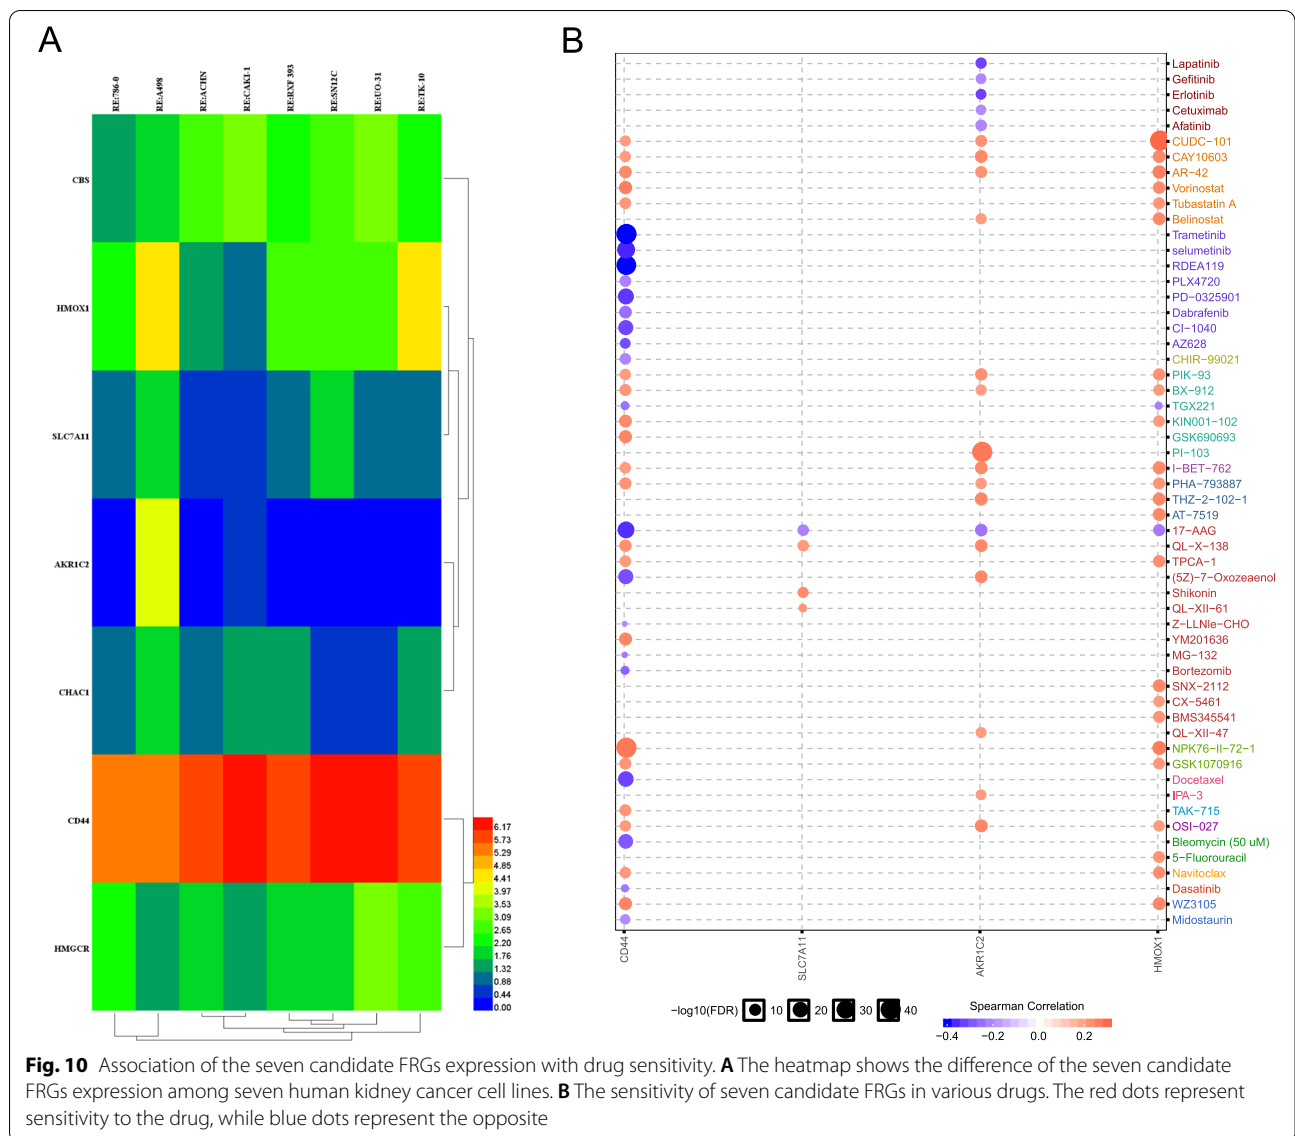 A
B
RE:786-0
RE:A498
RE:ACHN
RE:CAKI-1
RE:RXF 393
RE:SN12C
RE:UO-31
RE:TK-10
CBS
HMOX1
SLC7A11
AKR1C2
CHAC1
CD44
HMGCR
6.17
5.73
5.29
4.85
4.41
3.97
3.53
3.09
2.65
2.20
1.76
1.32
0.88
0.44
0.00
Lapatinib
Gefitinib
Erlotinib
Cetuximab
Afatinib
CUDC−101
CAY10603
AR−42
Vorinostat
Tubastatin A
Belinostat
Trametinib
selumetinib
RDEA119
PLX4720
PD−0325901
Dabrafenib
CI−1040
AZ628
CHIR−99021
PIK−93
BX−912
TGX221
KIN001−102
GSK690693
PI−103
I−BET−762
PHA−793887
THZ−2−102−1
AT−7519
17−AAG
QL−X−138
TPCA−1
(5Z)−7−Oxozeaenol
Shikonin
QL−XII−61
Z−LLNle−CHO
YM201636
MG−132
Bortezomib
SNX−2112
CX−5461
BMS345541
QL−XII−47
NPK76−II−72−1
GSK1070916
Docetaxel
IPA−3
TAK−715
OSI−027
Bleomycin (50 uM)
5−Fluorouracil
Navitoclax
Dasatinib
WZ3105
Midostaurin
CD44
SLC7A11
AKR1C2
HMOX1
−log10(FDR) 10 20 30 40
Spearman Correlation
−0.4 −0.2 0.0 0.2
Fig. 10 Association of the seven candidate FRGs expression with drug sensitivity. A The heatmap shows the difference of the seven candidate
FRGs expression among seven human kidney cancer cell lines. B The sensitivity of seven candidate FRGs in various drugs. The red dots represent
sensitivity to the drug, while blue dots represent the opposite